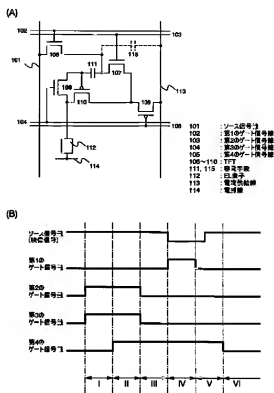 (A)
102
103
106
115
111
107
101
109
110
108
113
104
105
112
114
101 :ソース信号線
102 :第1のゲート信号線
103 :第2のゲート信号線
104 :第3のゲート信号線
105 :第4のゲート信号線
106~110 :TFT
111, 115 :容量手段
112 :EL素子
113 :電流供給線
114 :電源線
(B)
ソース信号線
(映像信号)
第1の
ゲート信号線
第2の
ゲート信号線
第3の
ゲート信号線
第4の
ゲート信号線
I II III IV V VI